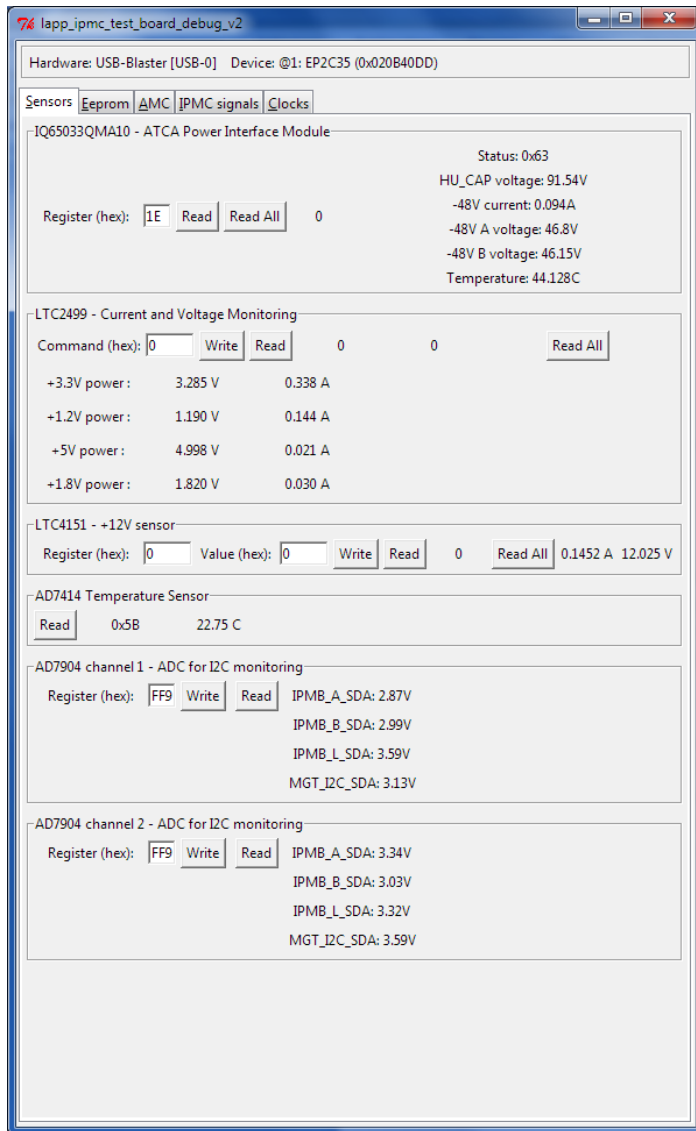 lapp_ipmc_test_board_debug_v2
Hardware: USB-Blaster [USB-0] Device: @1: EP2C35 (0x020B40DD)
Sensors Eeprom AMC IPMC signals Clocks
IQ65033QMA10 - ATCA Power Interface Module
Status: 0x63
HU_CAP voltage: 91.54V
-48V current: 0.094A
Register (hex): 1E Read Read All 0
-48V A voltage: 46.8V
-48V B voltage: 46.15V
Temperature: 44.128C
LTC2499 - Current and Voltage Monitoring
Command (hex): 0 Write Read 0 0 Read All
+3.3V power : 3.285 V 0.338 A
+1.2V power : 1.190 V 0.144 A
+5V power : 4.998 V 0.021 A
+1.8V power : 1.820 V 0.030 A
LTC4151 - +12V sensor
Register (hex): 0 Value (hex): 0 Write Read 0 Read All 0.1452 A 12.025 V
AD7414 Temperature Sensor
Read 0x5B 22.75 C
AD7904 channel 1 - ADC for I2C monitoring
Register (hex): FF9 Write Read IPMB_A_SDA: 2.87V
IPMB_B_SDA: 2.99V
IPMB_L_SDA: 3.59V
MGT_I2C_SDA: 3.13V
AD7904 channel 2 - ADC for I2C monitoring
Register (hex): FF9 Write Read IPMB_A_SDA: 3.34V
IPMB_B_SDA: 3.03V
IPMB_L_SDA: 3.32V
MGT_I2C_SDA: 3.59V